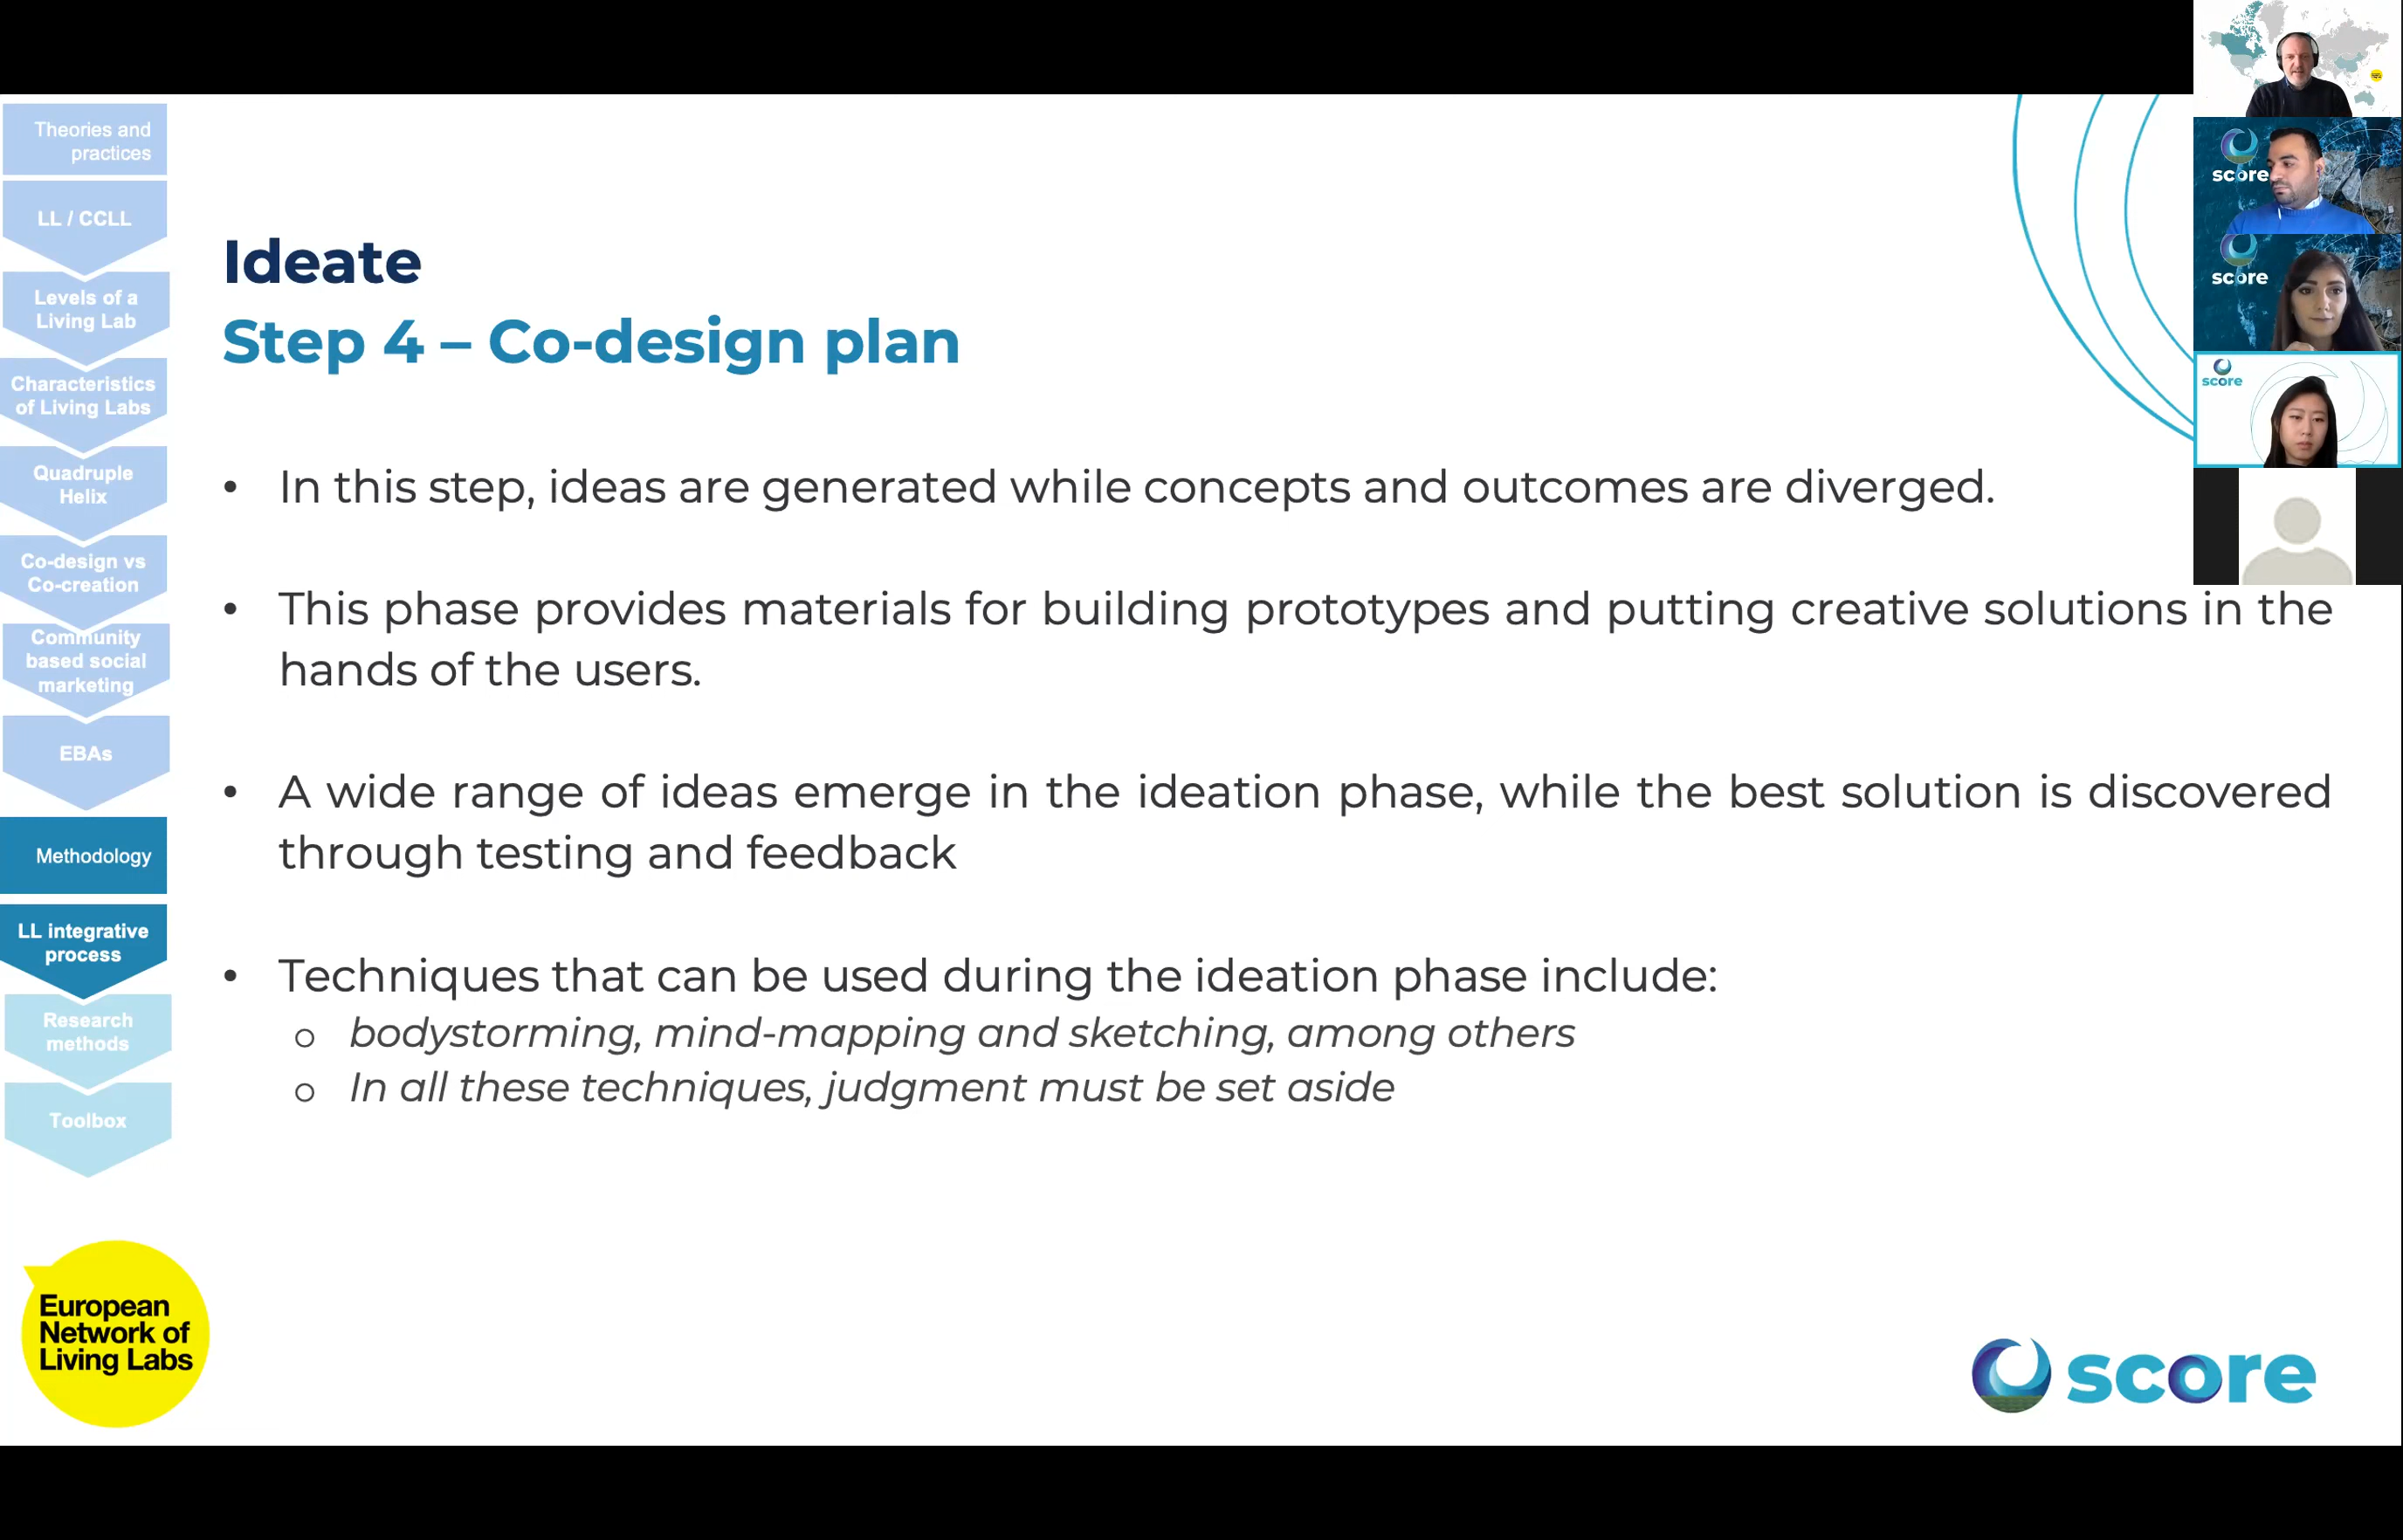 Theories and
practices
LL / CCLL
Levels of a
Living Lab
Characteristics
of Living Labs
Quadruple
Helix
Co-design vs
Co-creation
Community
based social
marketing
EBAs
Methodology
LL integrative
process
Research
methods
Toolbox
European
Network of
Living Labs
Ideate
Step 4 – Co-design plan
• In this step, ideas are generated while concepts and outcomes are diverged.
• This phase provides materials for building prototypes and putting creative solutions in the
hands of the users.
• A wide range of ideas emerge in the ideation phase, while the best solution is discovered
through testing and feedback
• Techniques that can be used during the ideation phase include:
o bodystorming, mind-mapping and sketching, among others
o In all these techniques, judgment must be set aside
score
score
score
score